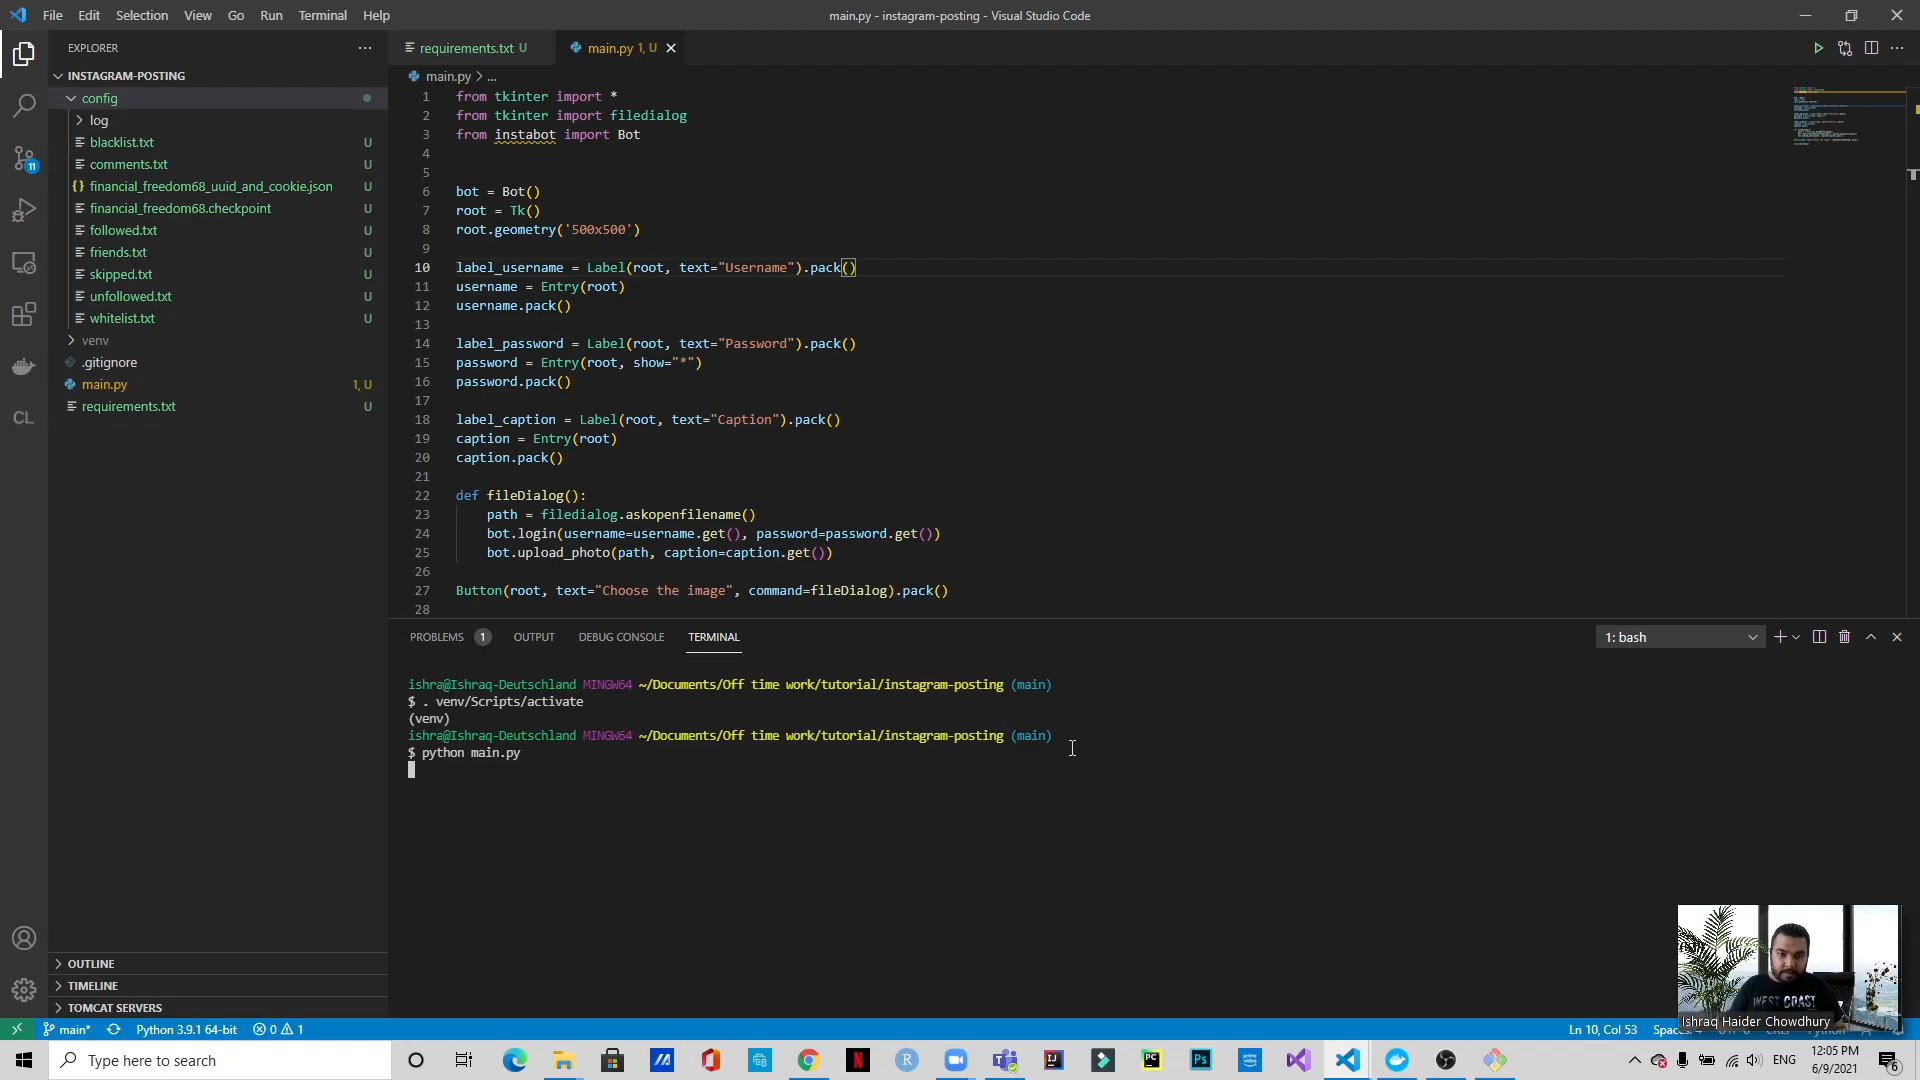 File Edit Selection View Go Run Terminal Help
main.py - instagram-posting - Visual Studio Code
EXPLORER
INSTAGRAM-POSTING
config
log
blacklist.txt U
comments.txt U
financial_freedom68_uuid_and_cookie.json U
financial_freedom68.checkpoint U
followed.txt U
friends.txt U
skipped.txt U
unfollowed.txt U
whitelist.txt U
venv
.gitignore
main.py 1, U
requirements.txt U
11
CL
OUTLINE
TIMELINE
TOMCAT SERVERS
requirements.txt U
main.py 1, U
main.py > ...
1 from tkinter import *
2 from tkinter import filedialog
3 from instabot import Bot
4
5
6 bot = Bot()
7 root = Tk()
8 root.geometry('500x500')
9
10 label_username = Label(root, text="Username").pack()
11 username = Entry(root)
12 username.pack()
13
14 label_password = Label(root, text="Password").pack()
15 password = Entry(root, show="*")
16 password.pack()
17
18 label_caption = Label(root, text="Caption").pack()
19 caption = Entry(root)
20 caption.pack()
21
22 def fileDialog():
23 path = filedialog.askopenfilename()
24 bot.login(username=username.get(), password=password.get())
25 bot.upload_photo(path, caption=caption.get())
26
27 Button(root, text="Choose the image", command=fileDialog).pack()
28
PROBLEMS 1 OUTPUT DEBUG CONSOLE TERMINAL
1: bash
ishra@Ishraq-Deutschland MINGW64 ~/Documents/Off time work/tutorial/instagram-posting (main)
$ . venv/Scripts/activate
(venv)
ishra@Ishraq-Deutschland MINGW64 ~/Documents/Off time work/tutorial/instagram-posting (main)
$ python main.py
WEST COAST
Ishraq Haider Chowdhury
main* Python 3.9.1 64-bit 0 1
Ln 10, Col 53
Type here to search
ENG
12:05 PM
6/9/2021
6